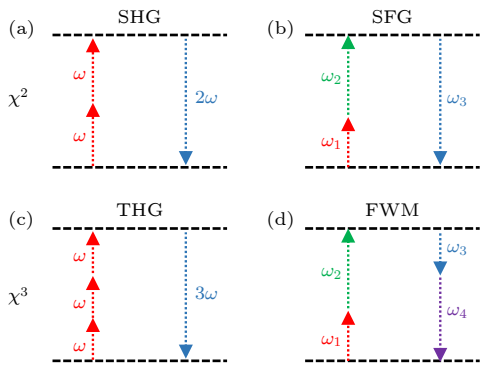 (a) SHG
ω
ω
2ω
χ²
(b) SFG
ω₂
ω₁
ω₃
(c) THG
ω
ω
ω
3ω
χ³
(d) FWM
ω₂
ω₁
ω₃
ω₄